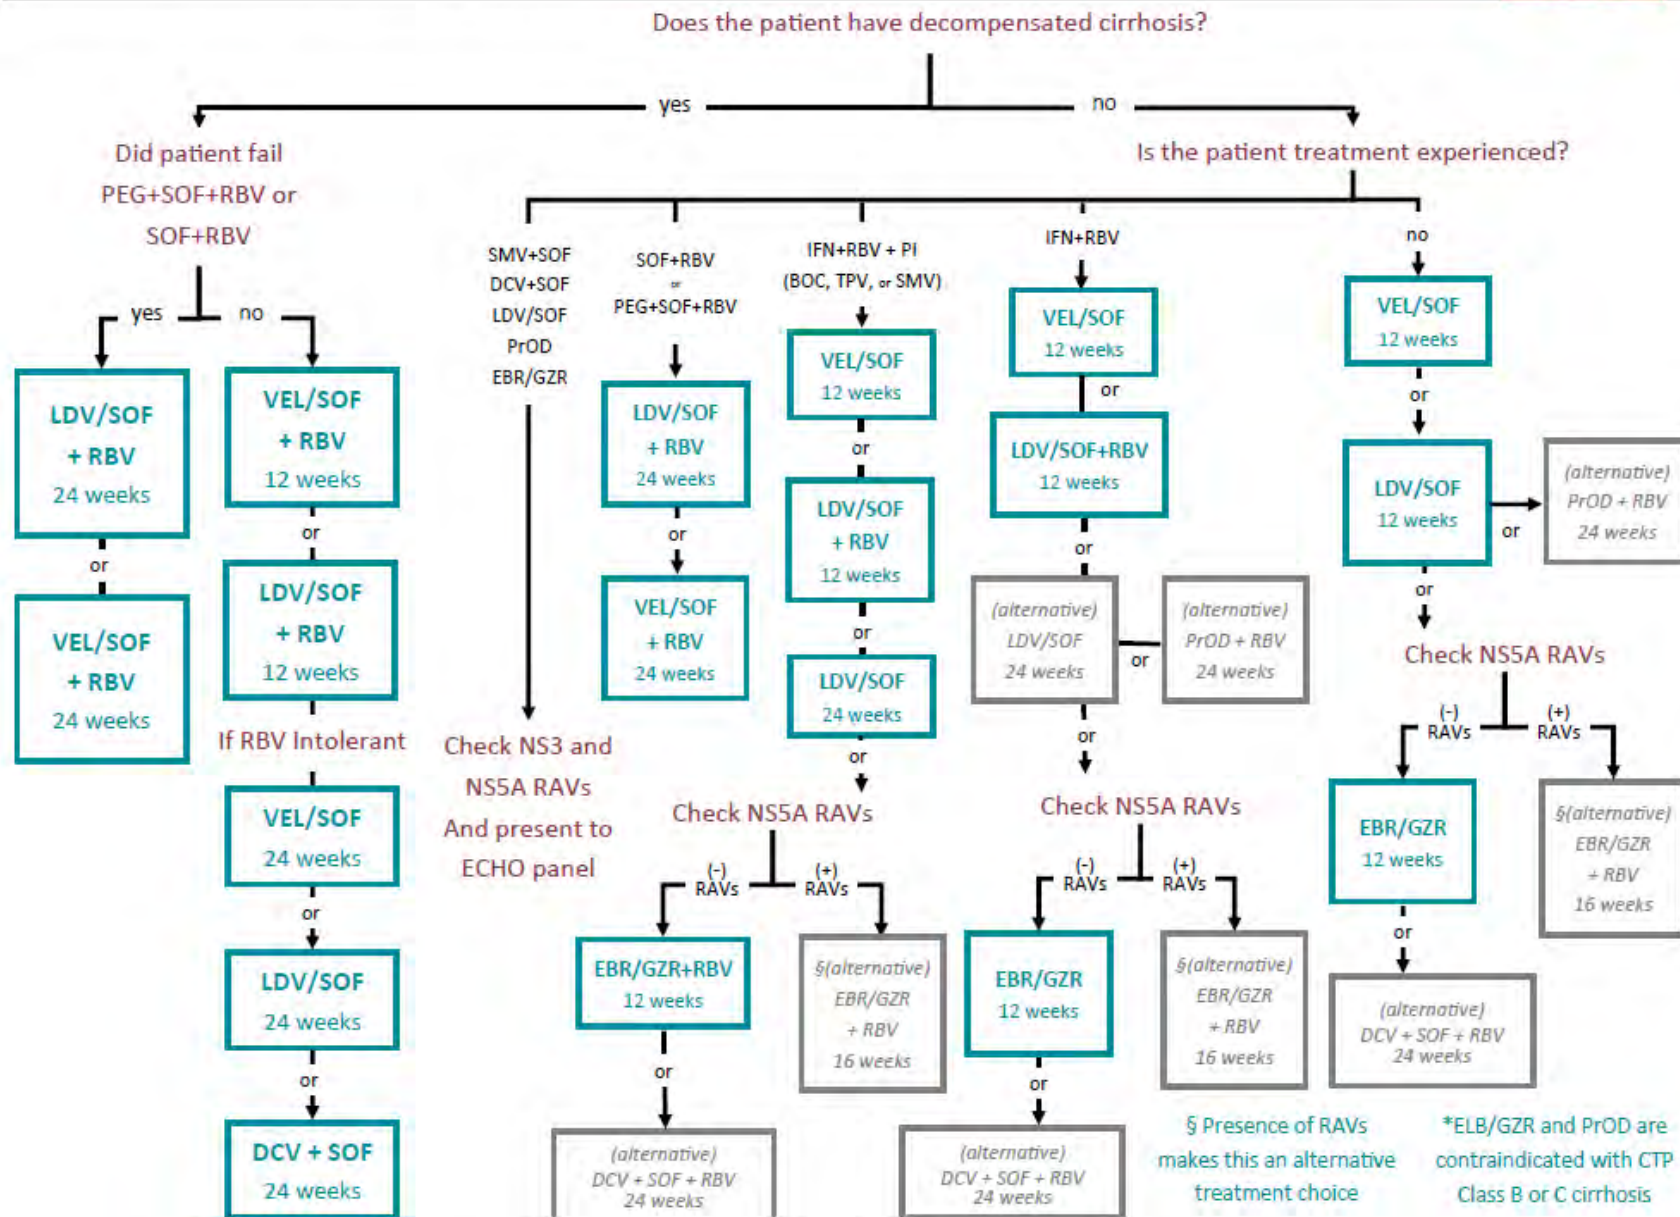 Does the patient have decompensated cirrhosis?
yes
no
Did patient fail
PEG+SOF+RBV or
SOF+RBV
yes
no
LDV/SOF
+ RBV
24 weeks
or
VEL/SOF
+ RBV
24 weeks
VEL/SOF
+ RBV
12 weeks
or
LDV/SOF
+ RBV
12 weeks
If RBV Intolerant
VEL/SOF
24 weeks
or
LDV/SOF
24 weeks
or
DCV + SOF
24 weeks
Is the patient treatment experienced?
SMV+SOF
DCV+SOF
LDV/SOF
PrOD
EBR/GZR
Check NS3 and
NS5A RAVs
And present to
ECHO panel
SOF+RBV
or
PEG+SOF+RBV
LDV/SOF
+ RBV
24 weeks
or
VEL/SOF
+ RBV
24 weeks
IFN+RBV + PI
(BOC, TPV, or SMV)
VEL/SOF
12 weeks
or
LDV/SOF
+ RBV
12 weeks
or
LDV/SOF
24 weeks
or
Check NS5A RAVs
(-)
RAVs
(+)
RAVs
EBR/GZR+RBV
12 weeks
or
(alternative)
DCV + SOF + RBV
24 weeks
§(alternative)
EBR/GZR
+ RBV
16 weeks
IFN+RBV
VEL/SOF
12 weeks
or
LDV/SOF+RBV
12 weeks
or
(alternative)
LDV/SOF
24 weeks
or
(alternative)
PrOD + RBV
24 weeks
or
Check NS5A RAVs
(-)
RAVs
(+)
RAVs
EBR/GZR
12 weeks
or
(alternative)
DCV + SOF + RBV
24 weeks
§(alternative)
EBR/GZR
+ RBV
16 weeks
no
VEL/SOF
12 weeks
or
LDV/SOF
12 weeks
or
(alternative)
PrOD + RBV
24 weeks
or
Check NS5A RAVs
(-)
RAVs
(+)
RAVs
EBR/GZR
12 weeks
or
(alternative)
DCV + SOF + RBV
24 weeks
§(alternative)
EBR/GZR
+ RBV
16 weeks
§ Presence of RAVs
makes this an alternative
treatment choice
*ELB/GZR and PrOD are
contraindicated with CTP
Class B or C cirrhosis